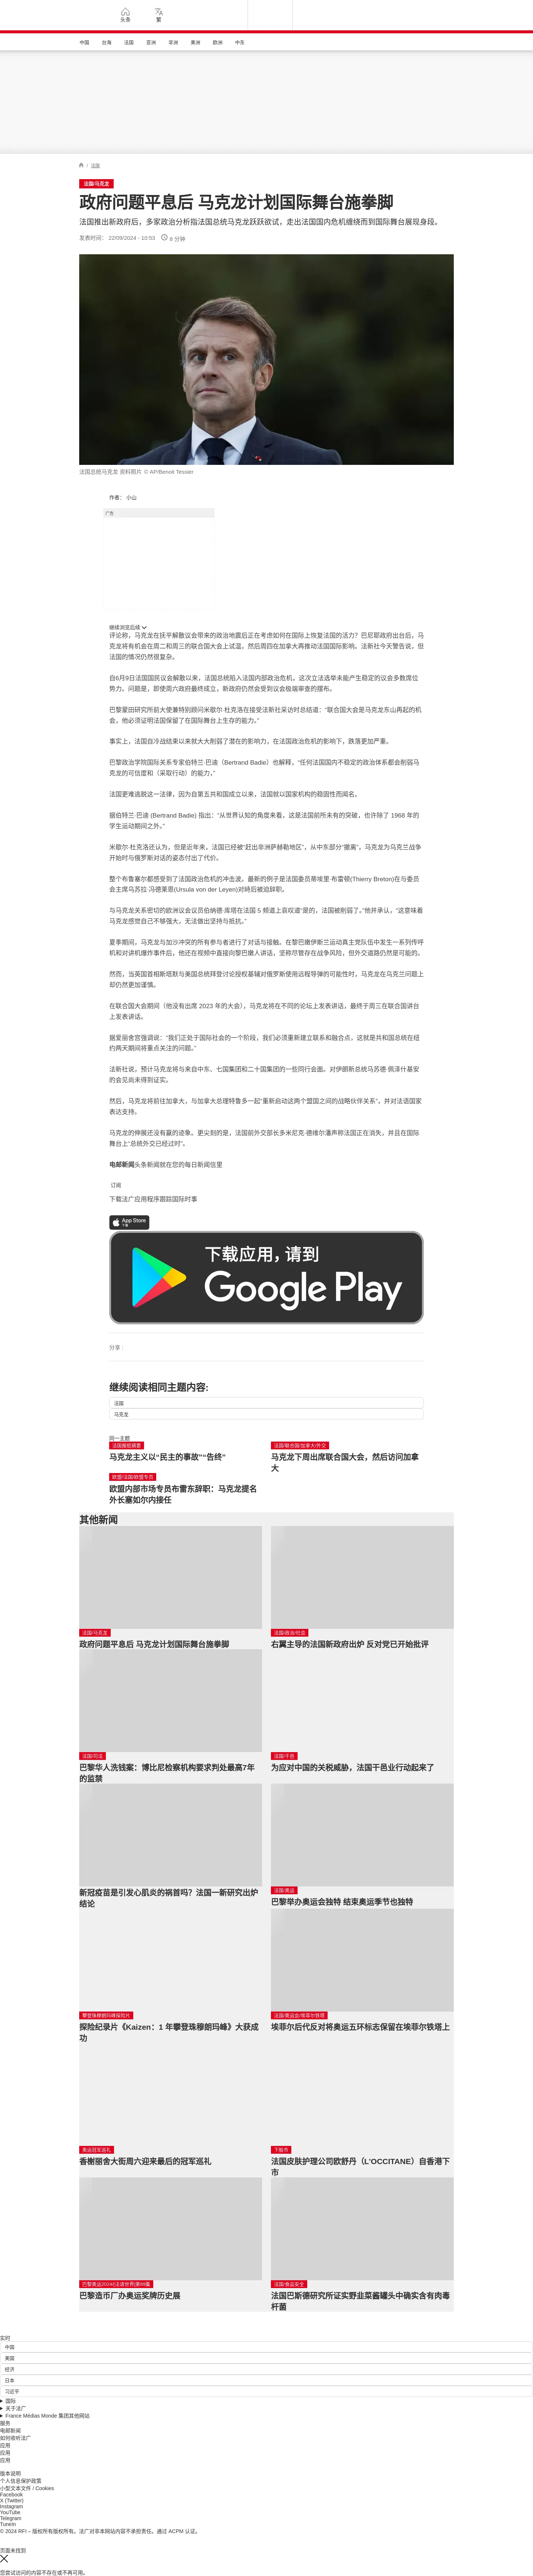 头条
繁
中国
台海
法国
亚洲
非洲
美洲
欧洲
中东
/ 法国
法国/马克龙
政府问题平息后 马克龙计划国际舞台施拳脚
法国推出新政府后，多家政治分析指法国总统马克龙跃跃欲试，走出法国国内危机缠绕而到国际舞台展现身段。
发表时间： 22/09/2024 - 10:53 8 分钟
法国总统马克龙 资料照片 © AP/Benoit Tessier
作者： 小山
广告
继续浏览后续
评论称，马克龙在抚平解散议会带来的政治地震后正在考虑如何在国际上恢复法国的活力？巴尼耶政府出台后，马
克龙将有机会在周二和周三的联合国大会上试温，然后周四在加拿大再推动法国国际影响。法新社今天警告说，但
法国的情况仍然很复杂。
自6月9日法国国民议会解散以来，法国总统陷入法国内部政治危机，这次立法选举未能产生稳定的议会多数席位
势力。问题是，即使周六政府最终成立，新政府仍然会受到议会极端审查的摆布。
巴黎蒙田研究所前大使兼特别顾问米歇尔·杜克洛在接受法新社采访时总结道：“联合国大会是马克龙东山再起的机
会，他必须证明法国保留了在国际舞台上生存的能力。”
事实上，法国自冷战结束以来就大大削弱了潜在的影响力，在法国政治危机的影响下，跌落更加严重。
巴黎政治学院国际关系专家伯特兰·巴迪（Bertrand Badie）也解释，“任何法国国内不稳定的政治体系都会削弱马
克龙的可信度和（采取行动）的能力，”
法国更难逃脱这一法律，因为自第五共和国成立以来，法国就以国家机构的稳固性而闻名。
据伯特兰·巴迪 (Bertrand Badie) 指出：“从世界认知的角度来看，这是法国前所未有的突破，也许除了 1968 年的
学生运动期间之外。”
米歇尔·杜克洛还认为，但是近年来，法国已经被“赶出非洲萨赫勒地区”，从中东部分“撤离”，马克龙为乌克兰战争
开始时与俄罗斯对话的姿态付出了代价。
整个布鲁塞尔都感受到了法国政治危机的冲击波。最新的例子是法国委员蒂埃里·布雷顿(Thierry Breton)在与委员
会主席乌苏拉·冯德莱恩(Ursula von der Leyen)对峙后被迫辞职。
与马克龙关系密切的欧洲议会议员伯纳德·库塔在法国 5 频道上哀叹道“是的，法国被削弱了。”他并承认，“这意味着
马克龙感觉自己不够强大，无法做出坚持与抵抗。”
夏季期间，马克龙与加沙冲突的所有参与者进行了对话与接触。在黎巴嫩伊斯兰运动真主党队伍中发生一系列传呼
机和对讲机爆炸事件后，他还在视频中直接向黎巴嫩人讲话，坚称尽管存在战争风险，但外交道路仍然是可能的。
然而，当英国首相斯塔默与美国总统拜登讨论授权基辅对俄罗斯使用远程导弹的可能性时，马克龙在乌克兰问题上
却仍然更加谨慎。
在联合国大会期间（他没有出席 2023 年的大会），马克龙将在不同的论坛上发表讲话，最终于周三在联合国讲台
上发表讲话。
据爱丽舍宫强调说：“我们正处于国际社会的一个阶段，我们必须重新建立联系和融合点，这就是共和国总统在纽
约两天期间将重点关注的问题。”
法新社说，预计马克龙将与来自中东、七国集团和二十国集团的一些同行会面。对伊朗新总统马苏德·佩泽什基安
的会见尚未得到证实。
然后，马克龙将前往加拿大，与加拿大总理特鲁多一起“重新启动这两个盟国之间的战略伙伴关系”，并对法语国家
表达支持。
马克龙的伸展还没有赢的迹象。更尖刻的是，法国前外交部长多米尼克·德维尔潘声称法国正在消失，并且在国际
舞台上“总统外交已经过时”。
电邮新闻头条新闻就在您的每日新闻信里
订阅
下载法广应用程序跟踪国际时事
App Store
下载
下载应用，请到
Google Play
分享 :
继续阅读相同主题内容:
法国
马克龙
同一主题
法国报纸摘要
马克龙主义以“民主的事故”“告终”
法国/联合国/加拿大/外交
马克龙下周出席联合国大会，然后访问加拿
大
欧盟/法国/欧盟专员
欧盟内部市场专员布雷东辞职：马克龙提名
外长塞如尔内接任
其他新闻
法国/马克龙
政府问题平息后 马克龙计划国际舞台施拳脚
法国/政治/社会
右翼主导的法国新政府出炉 反对党已开始批评
法国/司法
巴黎华人洗钱案：博比尼检察机构要求判处最高7年
的监禁
法国/干邑
为应对中国的关税威胁，法国干邑业行动起来了
新冠疫苗是引发心肌炎的祸首吗？法国一新研究出炉
结论
法国/奥运
巴黎举办奥运会独特 结束奥运季节也独特
攀登珠穆朗玛峰探险片
探险纪录片《Kaizen：1 年攀登珠穆朗玛峰》大获成
功
法国/奥运会/埃菲尔铁塔
埃菲尔后代反对将奥运五环标志保留在埃菲尔铁塔上
奥运冠军巡礼
香榭丽舍大街周六迎来最后的冠军巡礼
下毅市
法国皮肤护理公司欧舒丹（L'OCCITANE）自香港下
市
巴黎造币厂办奥运奖牌历史展
法国/食品安全
法国巴斯德研究所证实野韭菜酱罐头中确实含有肉毒
杆菌
实时
中国
美国
经济
日本
习近平
国际
关于法广
France Médias Monde 集团其他网站
服务
电邮新闻
如何收听法广
应用
应用
应用
版本说明
个人信息保护政策
小型文本文件 / Cookies
Facebook
X (Twitter)
Instagram
YouTube
Telegram
TuneIn
© 2024 RFI – 版权所有版权所有。法广对非本网站内容不承担责任。通过 ACPM 认证。
页面未找到
您尝试访问的内容不存在或不再可用。